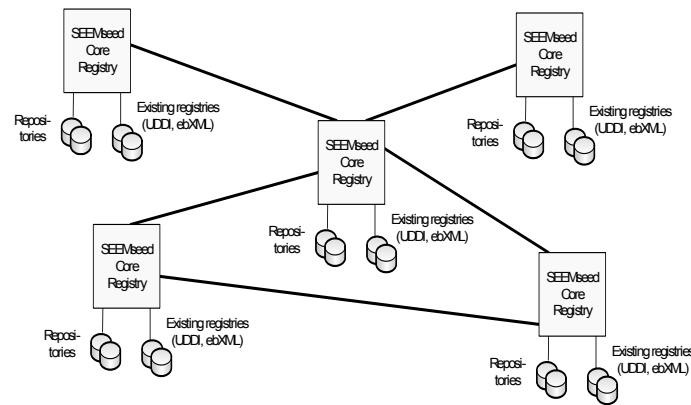 SEEMseed
Core
Registry
Reposi-
tories
Existing registries
(UDDI, ebXML)
SEEMseed
Core
Registry
Reposi-
tories
Existing registries
(UDDI, ebXML)
SEEMseed
Core
Registry
Reposi-
tories
Existing registries
(UDDI, ebXML)
SEEMseed
Core
Registry
Reposi-
tories
Existing registries
(UDDI, ebXML)
SEEMseed
Core
Registry
Reposi-
tories
Existing registries
(UDDI, ebXML)